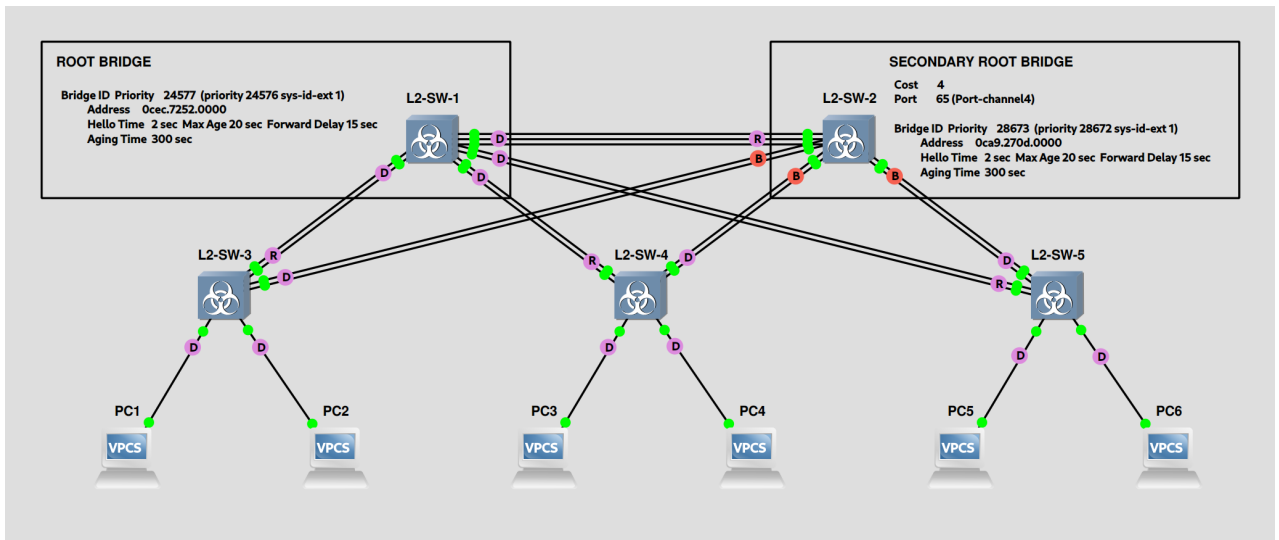 ROOT BRIDGE
Bridge ID Priority 24577 (priority 24576 sys-id-ext 1)
Address 0cec.7252.0000
Hello Time 2 sec Max Age 20 sec Forward Delay 15 sec
Aging Time 300 sec
L2-SW-1
SECONDARY ROOT BRIDGE
Cost 4
Port 65 (Port-channel4)
L2-SW-2
Bridge ID Priority 28673 (priority 28672 sys-id-ext 1)
Address 0ca9.270d.0000
Hello Time 2 sec Max Age 20 sec Forward Delay 15 sec
Aging Time 300 sec
D R
D B
D D B B
L2-SW-3 L2-SW-4 L2-SW-5
R R D D
D R
D D D D D D
PC1 PC2 PC3 PC4 PC5 PC6
VPCS VPCS VPCS VPCS VPCS VPCS